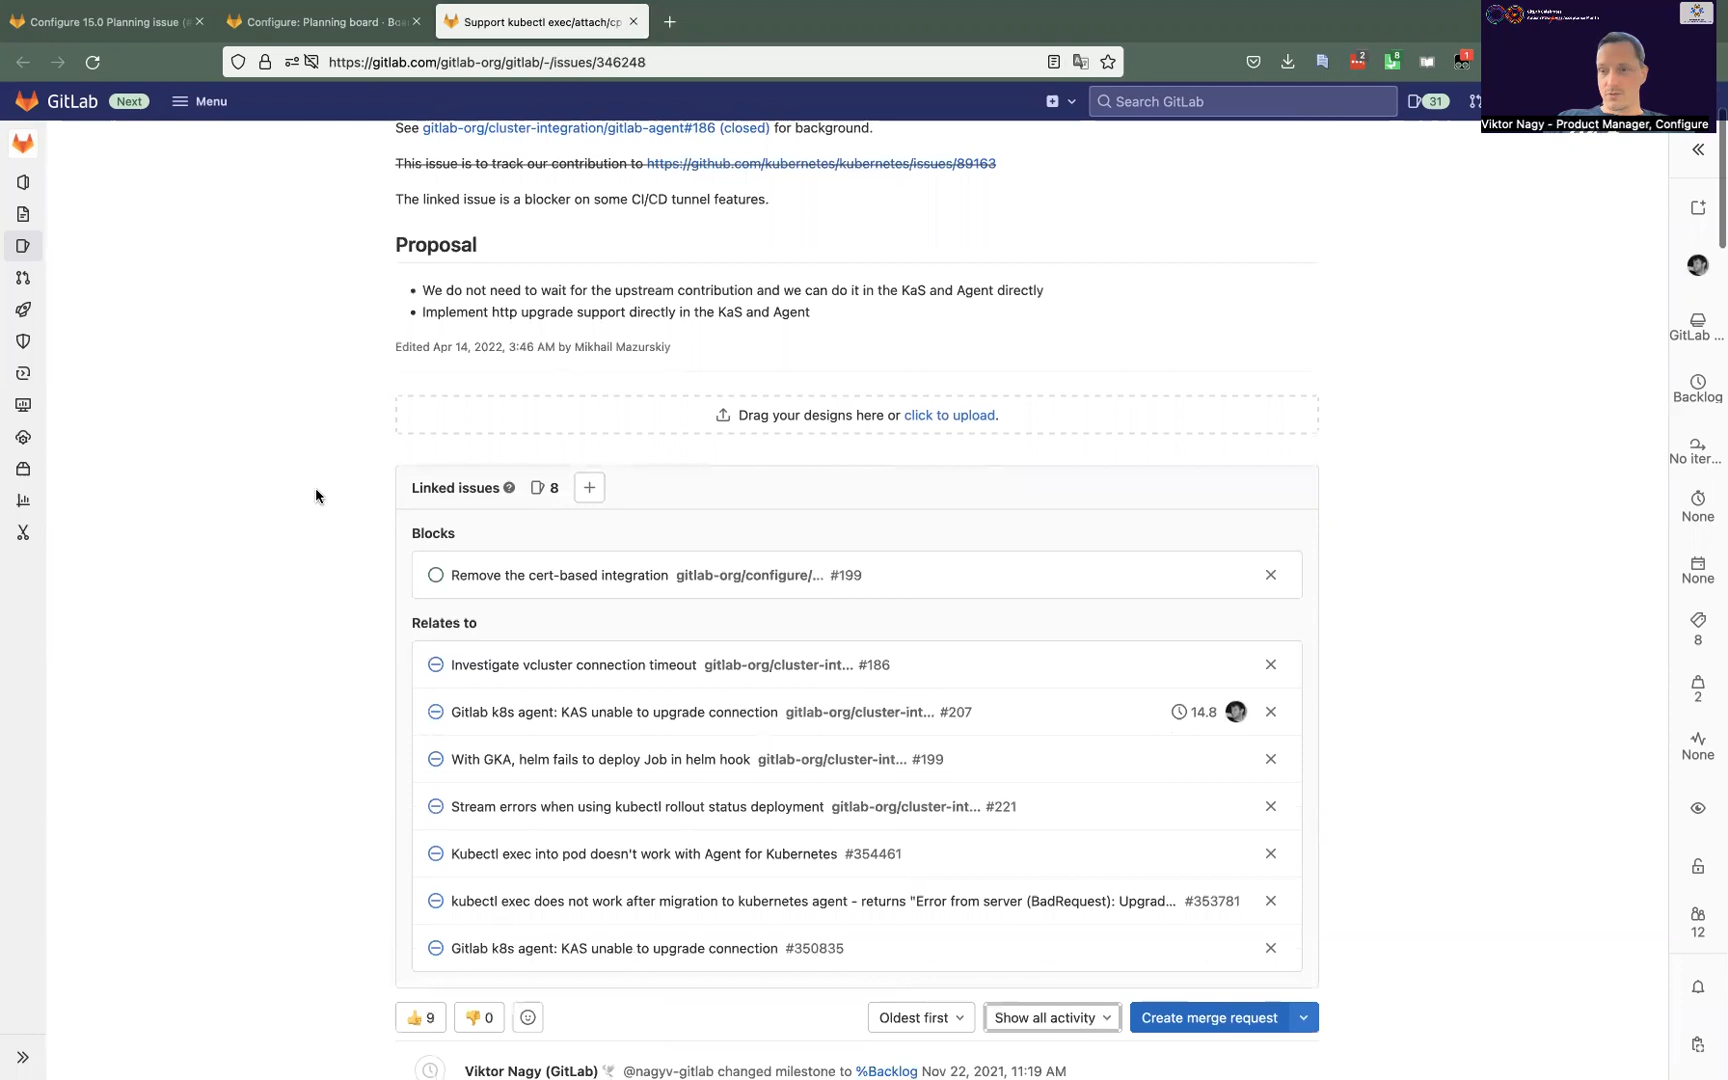 Configure 15.0 Planning issue (#
Configure: Planning board · Boa
Support kubectl exec/attach/cp
https://gitlab.com/gitlab-org/gitlab/-/issues/346248
2
8
1
GitLab Next Menu
Search GitLab
31
Viktor Nagy - Product Manager, Configure
See gitlab-org/cluster-integration/gitlab-agent#186 (closed) for background.
This issue is to track our contribution to https://github.com/kubernetes/kubernetes/issues/89163
The linked issue is a blocker on some CI/CD tunnel features.
Proposal
• We do not need to wait for the upstream contribution and we can do it in the KaS and Agent directly
• Implement http upgrade support directly in the KaS and Agent
Edited Apr 14, 2022, 3:46 AM by Mikhail Mazurskiy
Drag your designs here or click to upload.
Linked issues 8
Blocks
Remove the cert-based integration gitlab-org/configure/... #199
Relates to
Investigate vcluster connection timeout gitlab-org/cluster-int... #186
Gitlab k8s agent: KAS unable to upgrade connection gitlab-org/cluster-int... #207 14.8
With GKA, helm fails to deploy Job in helm hook gitlab-org/cluster-int... #199
Stream errors when using kubectl rollout status deployment gitlab-org/cluster-int... #221
Kubectl exec into pod doesn't work with Agent for Kubernetes #354461
kubectl exec does not work after migration to kubernetes agent - returns "Error from server (BadRequest): Upgrad... #353781
Gitlab k8s agent: KAS unable to upgrade connection #350835
9 0 Oldest first Show all activity Create merge request
Viktor Nagy (GitLab) @nagyv-gitlab changed milestone to %Backlog Nov 22, 2021, 11:19 AM
GitLab ...
Backlog
No iter...
None
None
8
2
None
12